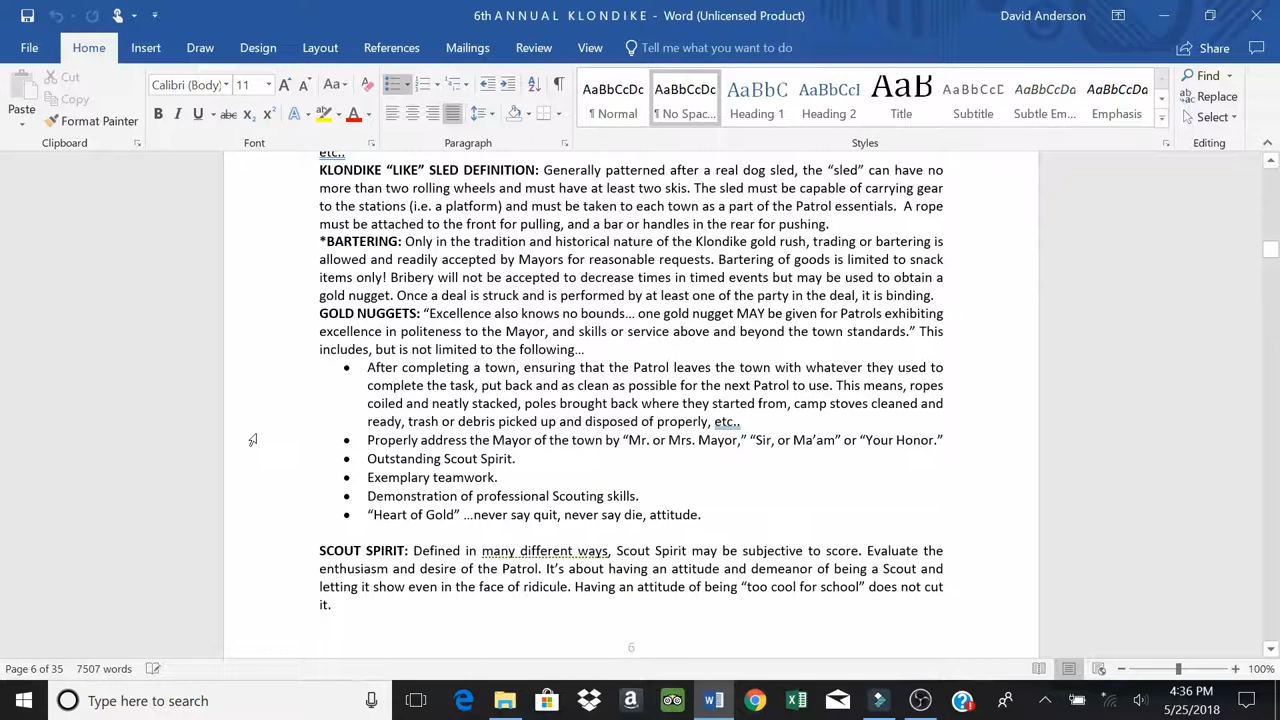 6th A N N U A L  K L O N D I K E  -  Word (Unlicensed Product)
David Anderson
File Home Insert Draw Design Layout References Mailings Review View Tell me what you want to do Share
Paste
Cut
Copy
Format Painter
Calibri (Body) 11
AaBbCcDc AaBbCcDc AaBbC AaBbCcI AaB AaBbCcD AaBbCcDa AaBbCcDa
¶ Normal ¶ No Spac... Heading 1 Heading 2 Title Subtitle Subtle Em... Emphasis
Find
Replace
Select
Clipboard Font Paragraph Styles Editing
etc..
KLONDIKE “LIKE” SLED DEFINITION: Generally patterned after a real dog sled, the “sled” can have no
more than two rolling wheels and must have at least two skis. The sled must be capable of carrying gear
to the stations (i.e. a platform) and must be taken to each town as a part of the Patrol essentials.  A rope
must be attached to the front for pulling, and a bar or handles in the rear for pushing.
*BARTERING: Only in the tradition and historical nature of the Klondike gold rush, trading or bartering is
allowed and readily accepted by Mayors for reasonable requests. Bartering of goods is limited to snack
items only! Bribery will not be accepted to decrease times in timed events but may be used to obtain a
gold nugget. Once a deal is struck and is performed by at least one of the party in the deal, it is binding.
GOLD NUGGETS: “Excellence also knows no bounds… one gold nugget MAY be given for Patrols exhibiting
excellence in politeness to the Mayor, and skills or service above and beyond the town standards.” This
includes, but is not limited to the following…
• After completing a town, ensuring that the Patrol leaves the town with whatever they used to
complete the task, put back and as clean as possible for the next Patrol to use. This means, ropes
coiled and neatly stacked, poles brought back where they started from, camp stoves cleaned and
ready, trash or debris picked up and disposed of properly, etc..
• Properly address the Mayor of the town by “Mr. or Mrs. Mayor,” “Sir, or Ma’am” or “Your Honor.”
• Outstanding Scout Spirit.
• Exemplary teamwork.
• Demonstration of professional Scouting skills.
• “Heart of Gold” …never say quit, never say die, attitude.
SCOUT SPIRIT: Defined in many different ways, Scout Spirit may be subjective to score. Evaluate the
enthusiasm and desire of the Patrol. It’s about having an attitude and demeanor of being a Scout and
letting it show even in the face of ridicule. Having an attitude of being “too cool for school” does not cut
it.
6
Page 6 of 35 7507 words 100%
Type here to search
4:36 PM
5/25/2018